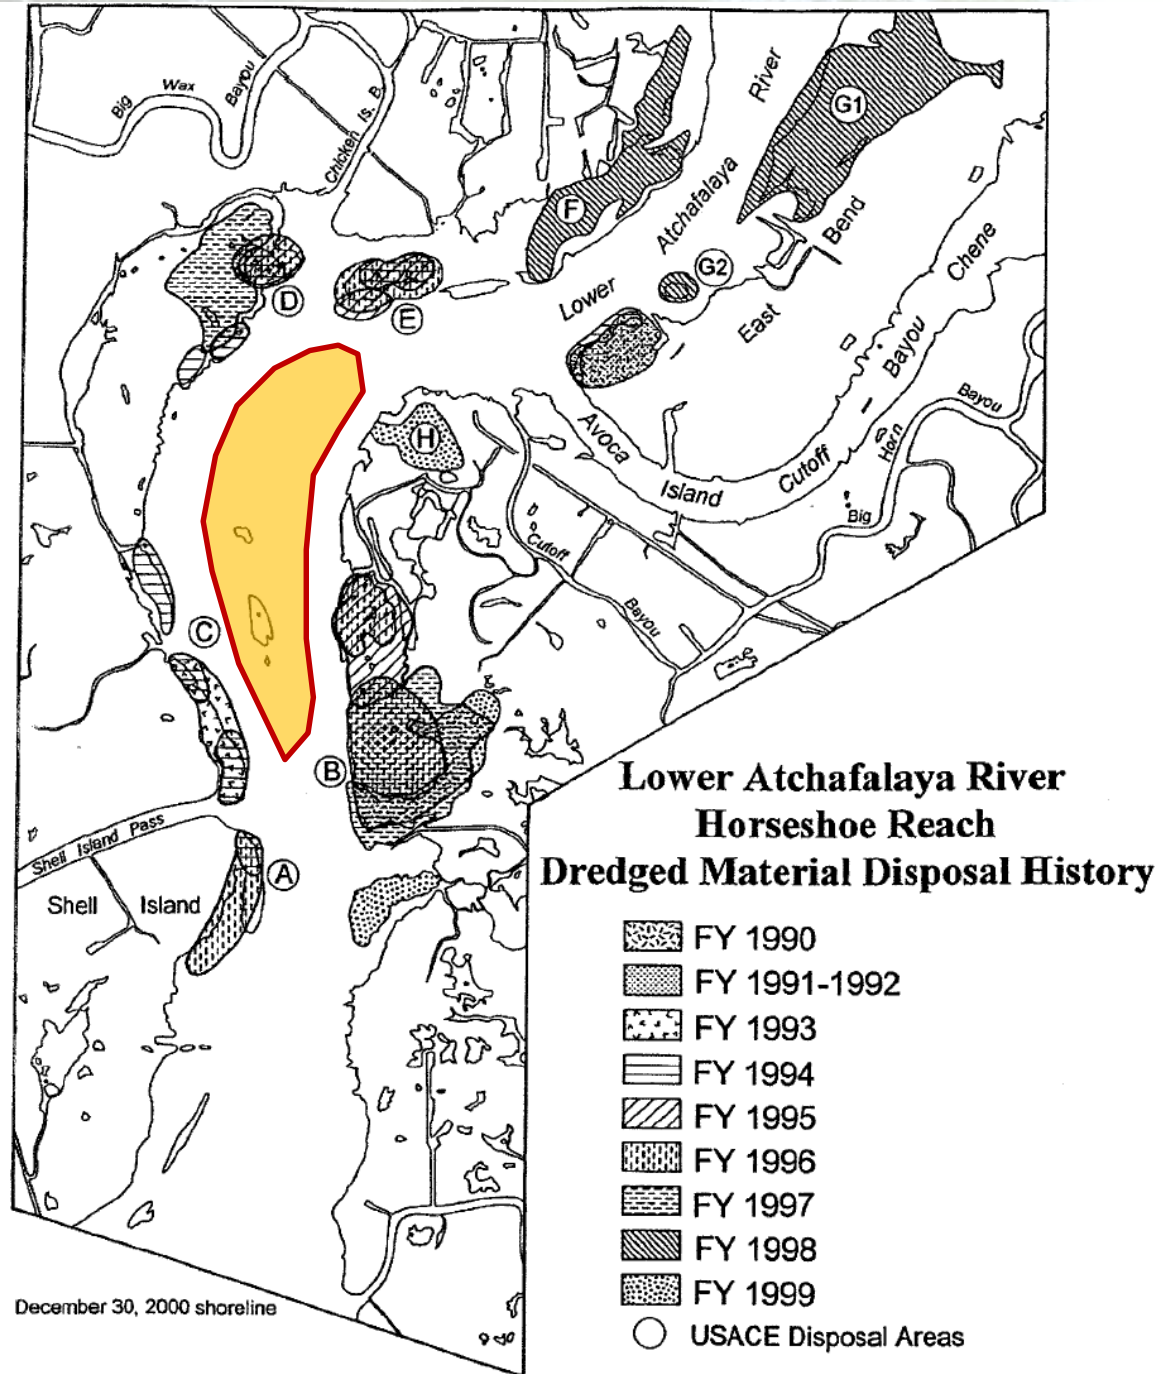 Big
Wax
Bayou
Chicken Is. B.
River
G1
F
Atchafalaya
Bend
Chene
G2
D
Lower
E
East
Bayou
Bayou
H
Avoca
Horn
Island
Cutoff
Big
Cutoff
Bayou
C
B
Lower Atchafalaya River
Horseshoe Reach
Dredged Material Disposal History
Shell Island Pass
A
Shell Island
FY 1990
FY 1991-1992
FY 1993
FY 1994
FY 1995
FY 1996
FY 1997
FY 1998
FY 1999
USACE Disposal Areas
December 30, 2000 shoreline